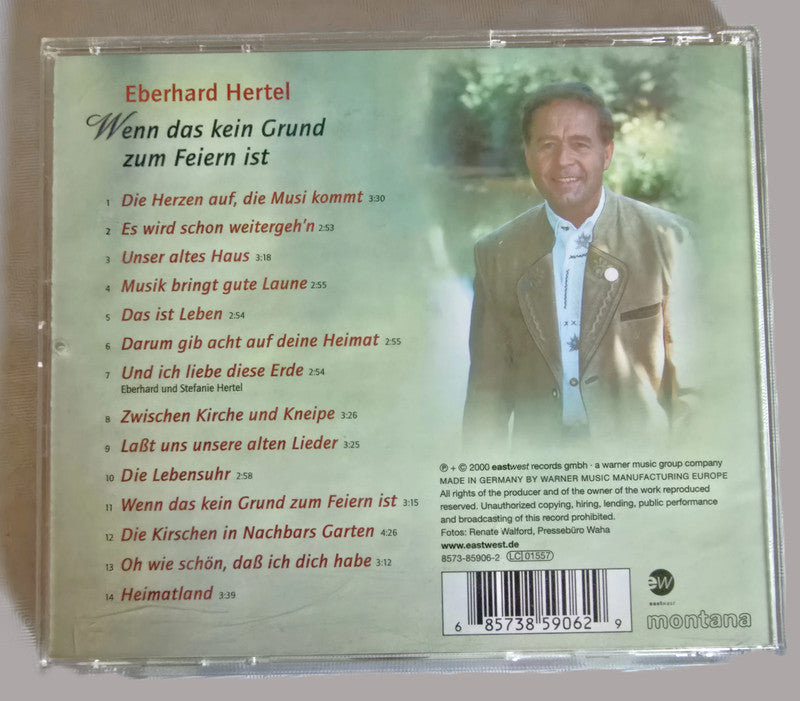 Eberhard Hertel
Wenn das kein Grund
zum Feiern ist
1 Die Herzen auf, die Musi kommt 3:30
2 Es wird schon weitergeh'n 2:53
3 Unser altes Haus 3:18
4 Musik bringt gute Laune 2:55
5 Das ist Leben 2:54
6 Darum gib acht auf deine Heimat 2:55
7 Und ich liebe diese Erde 2:54
Eberhard und Stefanie Hertel
8 Zwischen Kirche und Kneipe 3:26
9 Laßt uns unsere alten Lieder 3:25
10 Die Lebensuhr 2:58
11 Wenn das kein Grund zum Feiern ist 3:15
12 Die Kirschen in Nachbars Garten 4:26
13 Oh wie schön, daß ich dich habe 3:12
14 Heimatland 3:39
℗ + © 2000 eastwest records gmbh · a warner music group company
MADE IN GERMANY BY WARNER MUSIC MANUFACTURING EUROPE
All rights of the producer and of the owner of the work reproduced
reserved. Unauthorized copying, hiring, lending, public performance
and broadcasting of this record prohibited.
Fotos: Renate Walford, Pressebüro Waha
www.eastwest.de
8573-85906-2 LC 01557
6 85738 59062 9
ew
eastwest
montana